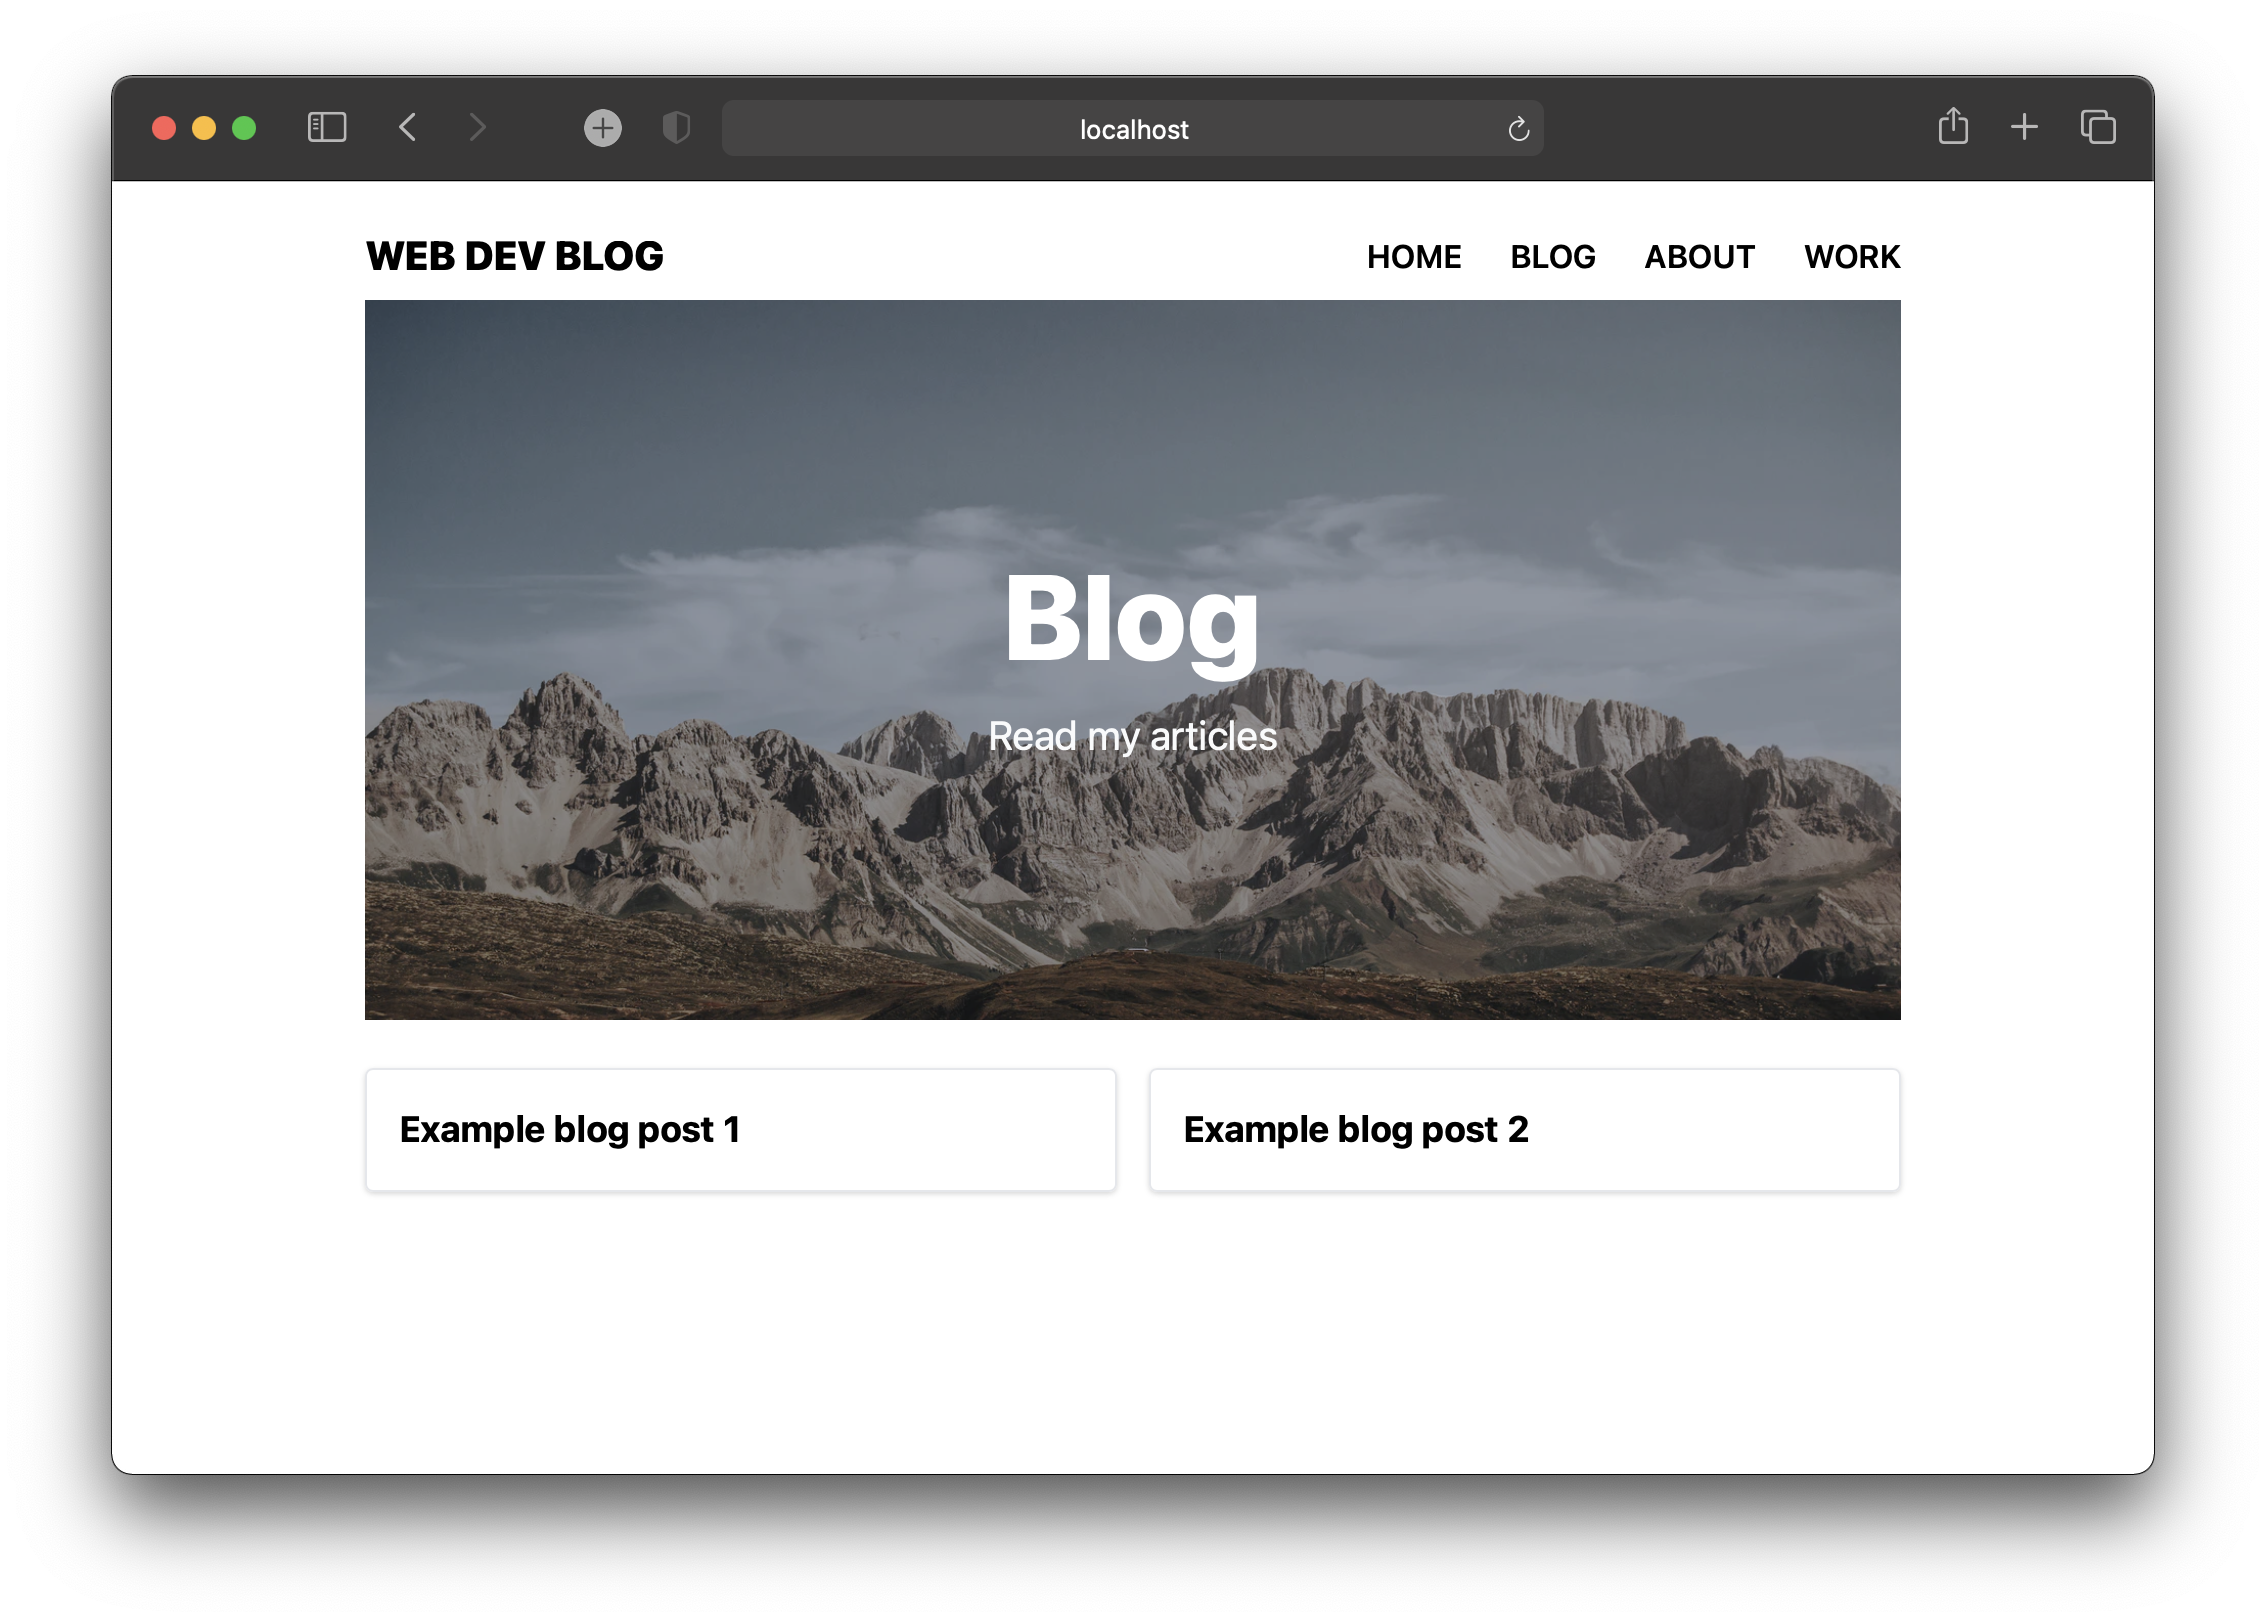 localhost
WEB DEV BLOG HOME BLOG ABOUT WORK
Blog
Read my articles
Example blog post 1 Example blog post 2